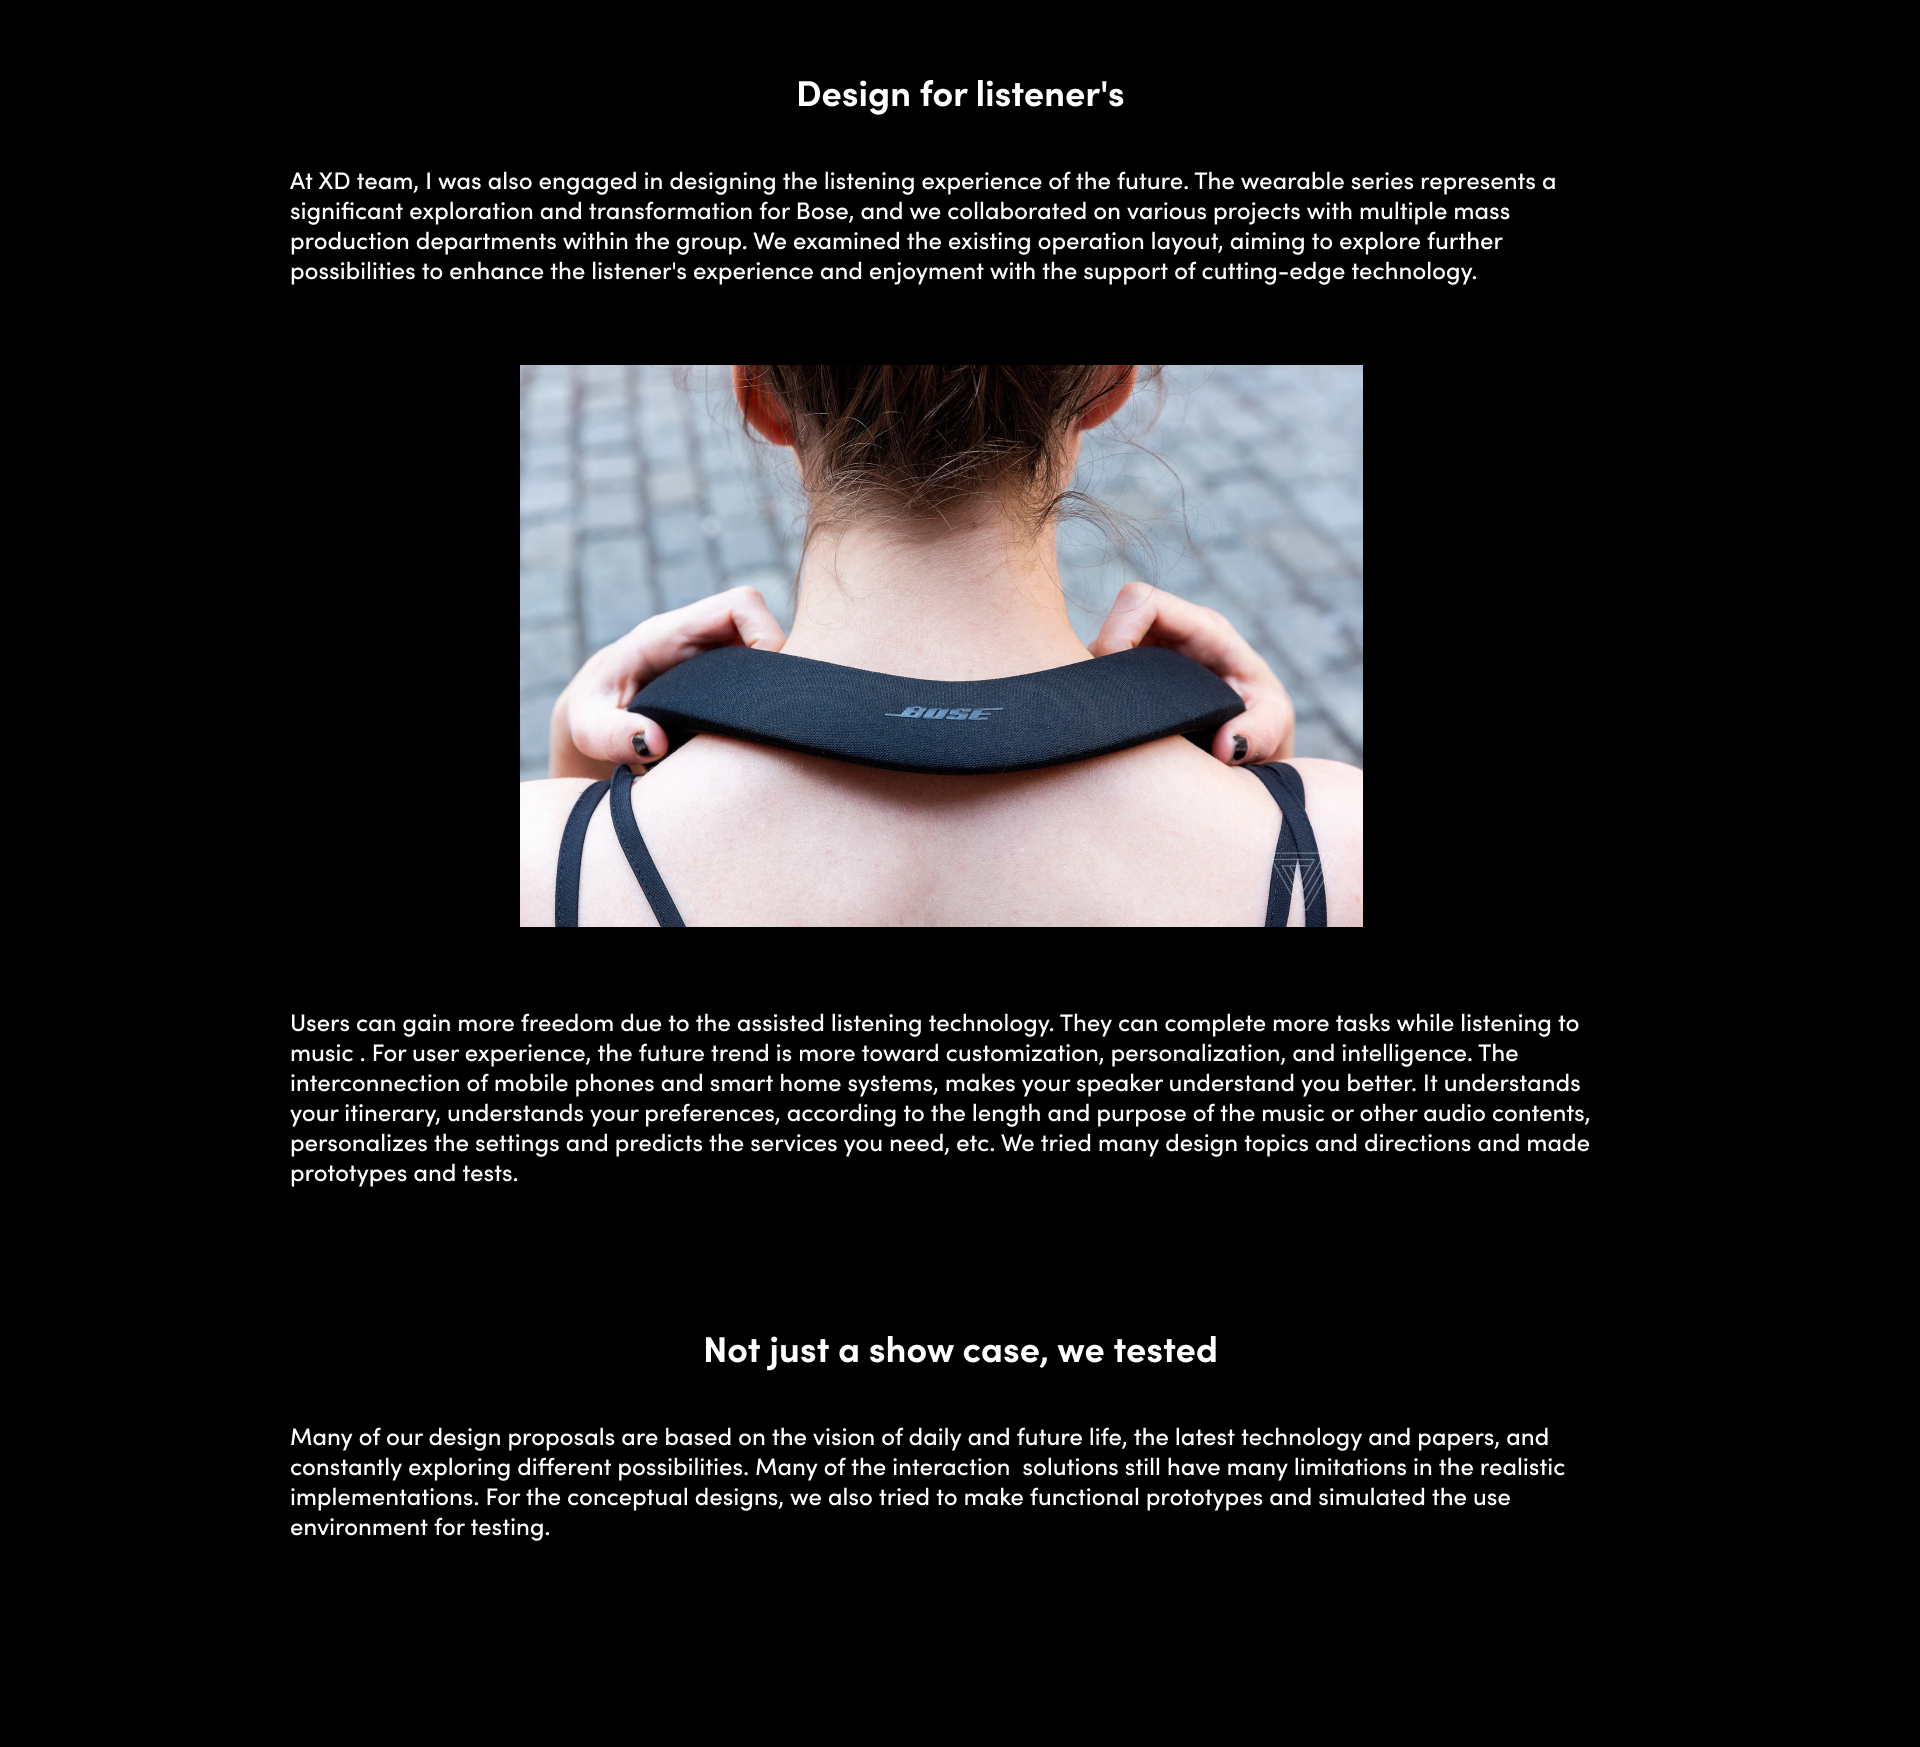 Design for listener's
At XD team, I was also engaged in designing the listening experience of the future. The wearable series represents a
significant exploration and transformation for Bose, and we collaborated on various projects with multiple mass
production departments within the group. We examined the existing operation layout, aiming to explore further
possibilities to enhance the listener's experience and enjoyment with the support of cutting-edge technology.
BOSE
Users can gain more freedom due to the assisted listening technology. They can complete more tasks while listening to
music . For user experience, the future trend is more toward customization, personalization, and intelligence. The
interconnection of mobile phones and smart home systems, makes your speaker understand you better. It understands
your itinerary, understands your preferences, according to the length and purpose of the music or other audio contents,
personalizes the settings and predicts the services you need, etc. We tried many design topics and directions and made
prototypes and tests.
Not just a show case, we tested
Many of our design proposals are based on the vision of daily and future life, the latest technology and papers, and
constantly exploring different possibilities. Many of the interaction  solutions still have many limitations in the realistic
implementations. For the conceptual designs, we also tried to make functional prototypes and simulated the use
environment for testing.